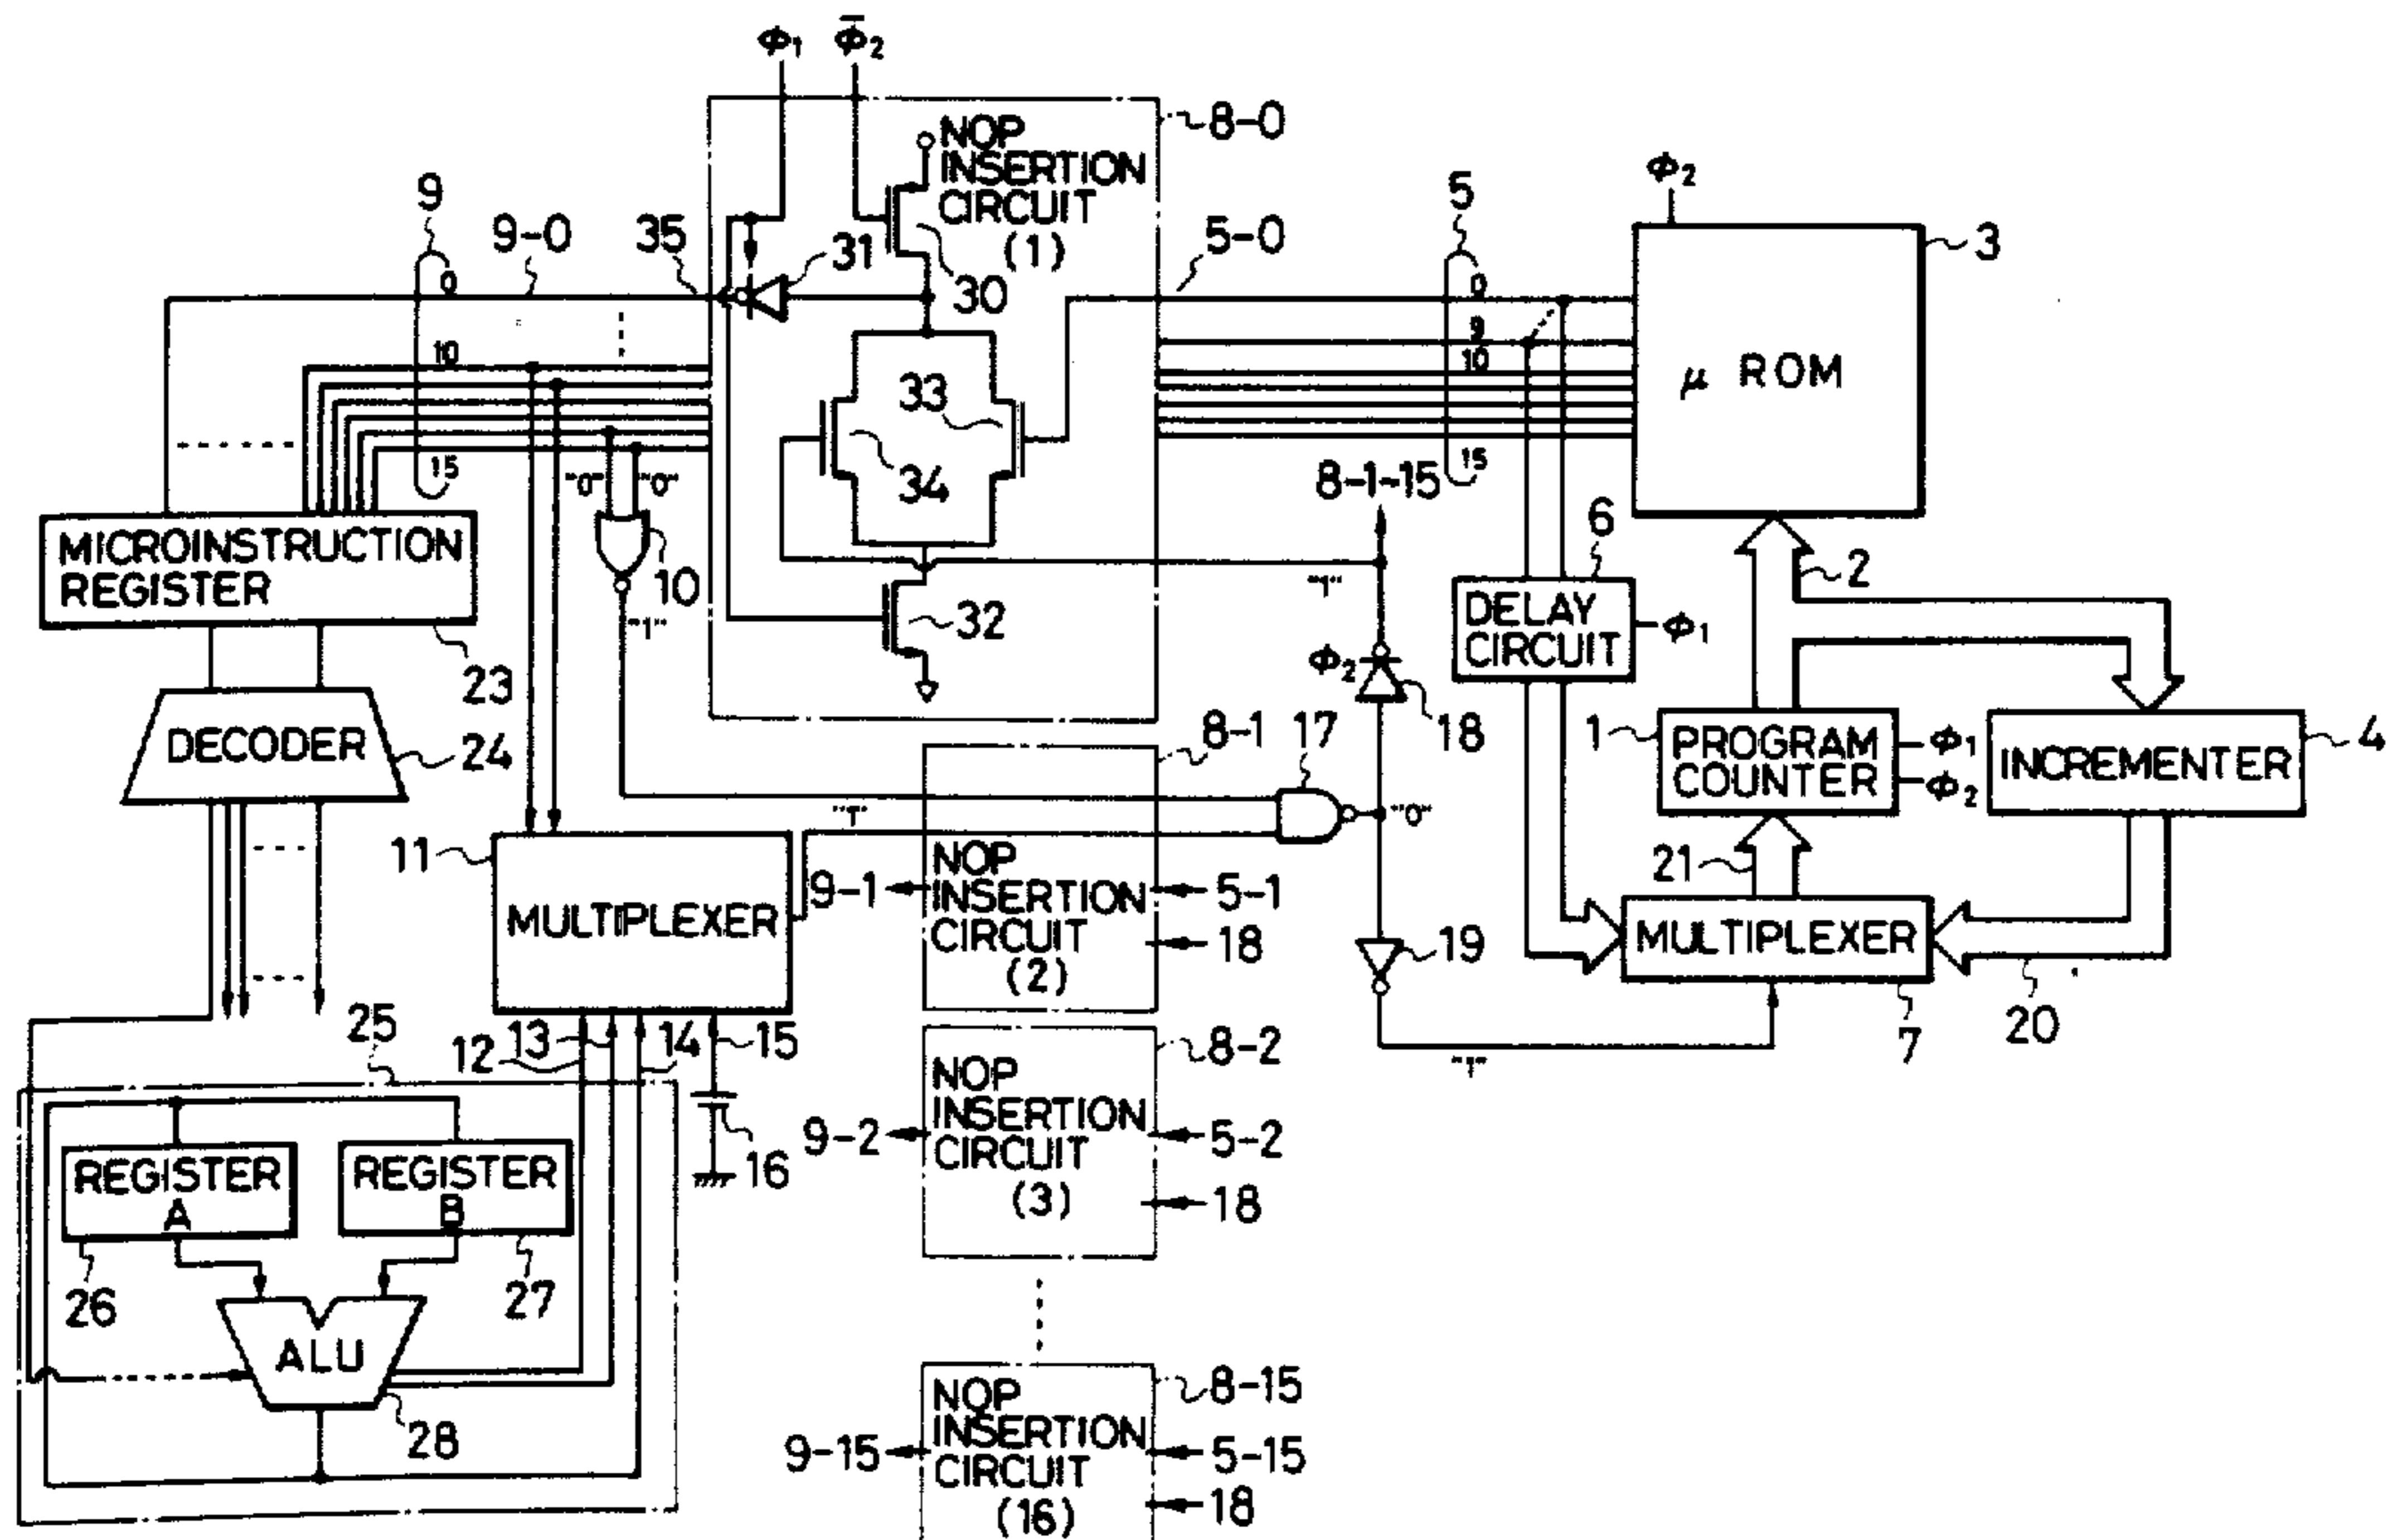 Φ₁ Φ̄₂
8-0
NOP
INSERTION
CIRCUIT
(1)
Φ₂
9
9-0
35
31
30
5-0
5
3
0
0
9
10
10
μ ROM
33
34
"0" "0"
15
15
8-1-15
6
MICROINSTRUCTION
REGISTER
10
"1"
"1"
32
DELAY
CIRCUIT
Φ₁
2
23
Φ₂
18
DECODER
24
8-1
17
1
PROGRAM
COUNTER
Φ₁
Φ₂
INCREMENTER
4
"1"
"0"
11
MULTIPLEXER
9-1
NOP
INSERTION
CIRCUIT
(2)
5-1
18
19
21
MULTIPLEXER
7
20
"1"
25
12
13
14
15
16
8-2
NOP
INSERTION
CIRCUIT
(3)
9-2
5-2
18
REGISTER
A
REGISTER
B
26
27
ALU
28
8-15
NOP
INSERTION
CIRCUIT
(16)
9-15
5-15
18